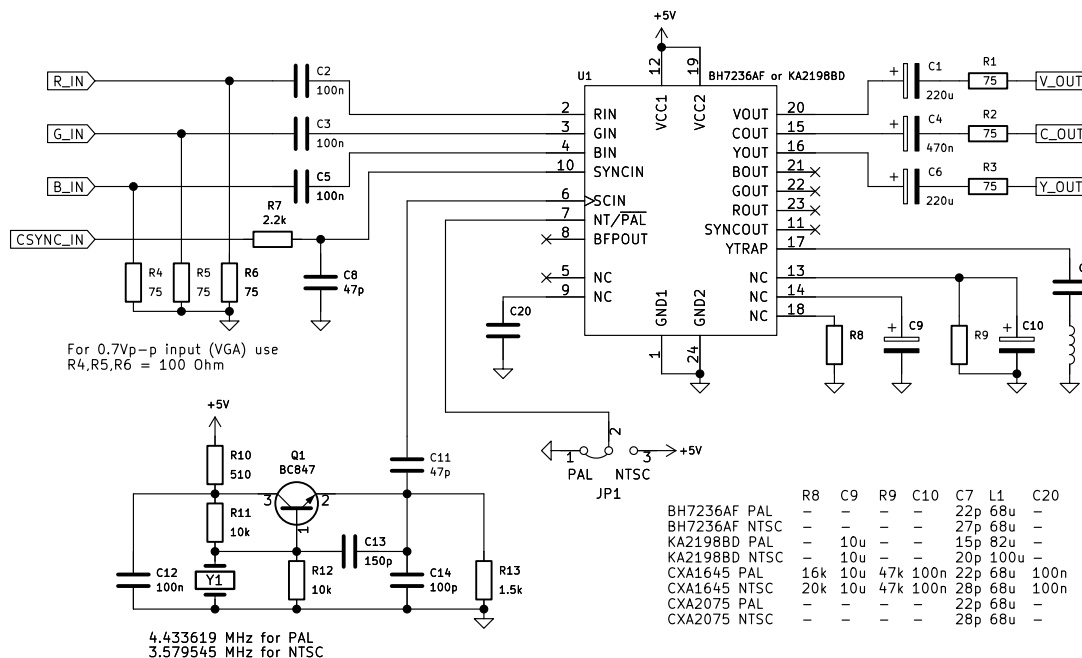 +5V
12
19
VCC1
VCC2
U1
BH7236AF or KA2198BD
R_IN
C2
100n
2
RIN
VOUT
20
C1
+
220u
R1
75
V_OUT
G_IN
C3
100n
3
GIN
COUT
15
C4
+
470n
R2
75
C_OUT
B_IN
C5
100n
4
BIN
YOUT
16
C6
+
220u
R3
75
Y_OUT
10
SYNCIN
BOUT
21
6
SCIN
GOUT
22
7
NT/PAL
ROUT
23
8
BFPOUT
SYNCOUT
11
YTRAP
17
5
NC
NC
13
9
NC
NC
14
NC
18
GND1
GND2
1
24
CSYNC_IN
R7
2.2k
C8
47p
R4
75
R5
75
R6
75
C20
R8
+
C9
R9
+
C10
For 0.7Vp-p input (VGA) use
R4,R5,R6 = 100 Ohm
+5V
R10
510
Q1
BC847
3
2
1
R11
10k
C11
47p
2
1
3
+5V
PAL
NTSC
JP1
C12
100n
Y1
R12
10k
C13
150p
C14
100p
R13
1.5k
4.433619 MHz for PAL
3.579545 MHz for NTSC
R8 C9 R9 C10 C7 L1 C20
BH7236AF PAL - - - - 22p 68u -
BH7236AF NTSC - - - - 27p 68u -
KA2198BD PAL - 10u - - 15p 82u -
KA2198BD NTSC - 10u - - 20p 100u -
CXA1645 PAL 16k 10u 47k 100n 22p 68u 100n
CXA1645 NTSC 20k 10u 47k 100n 28p 68u 100n
CXA2075 PAL - - - - 22p 68u -
CXA2075 NTSC - - - - 28p 68u -